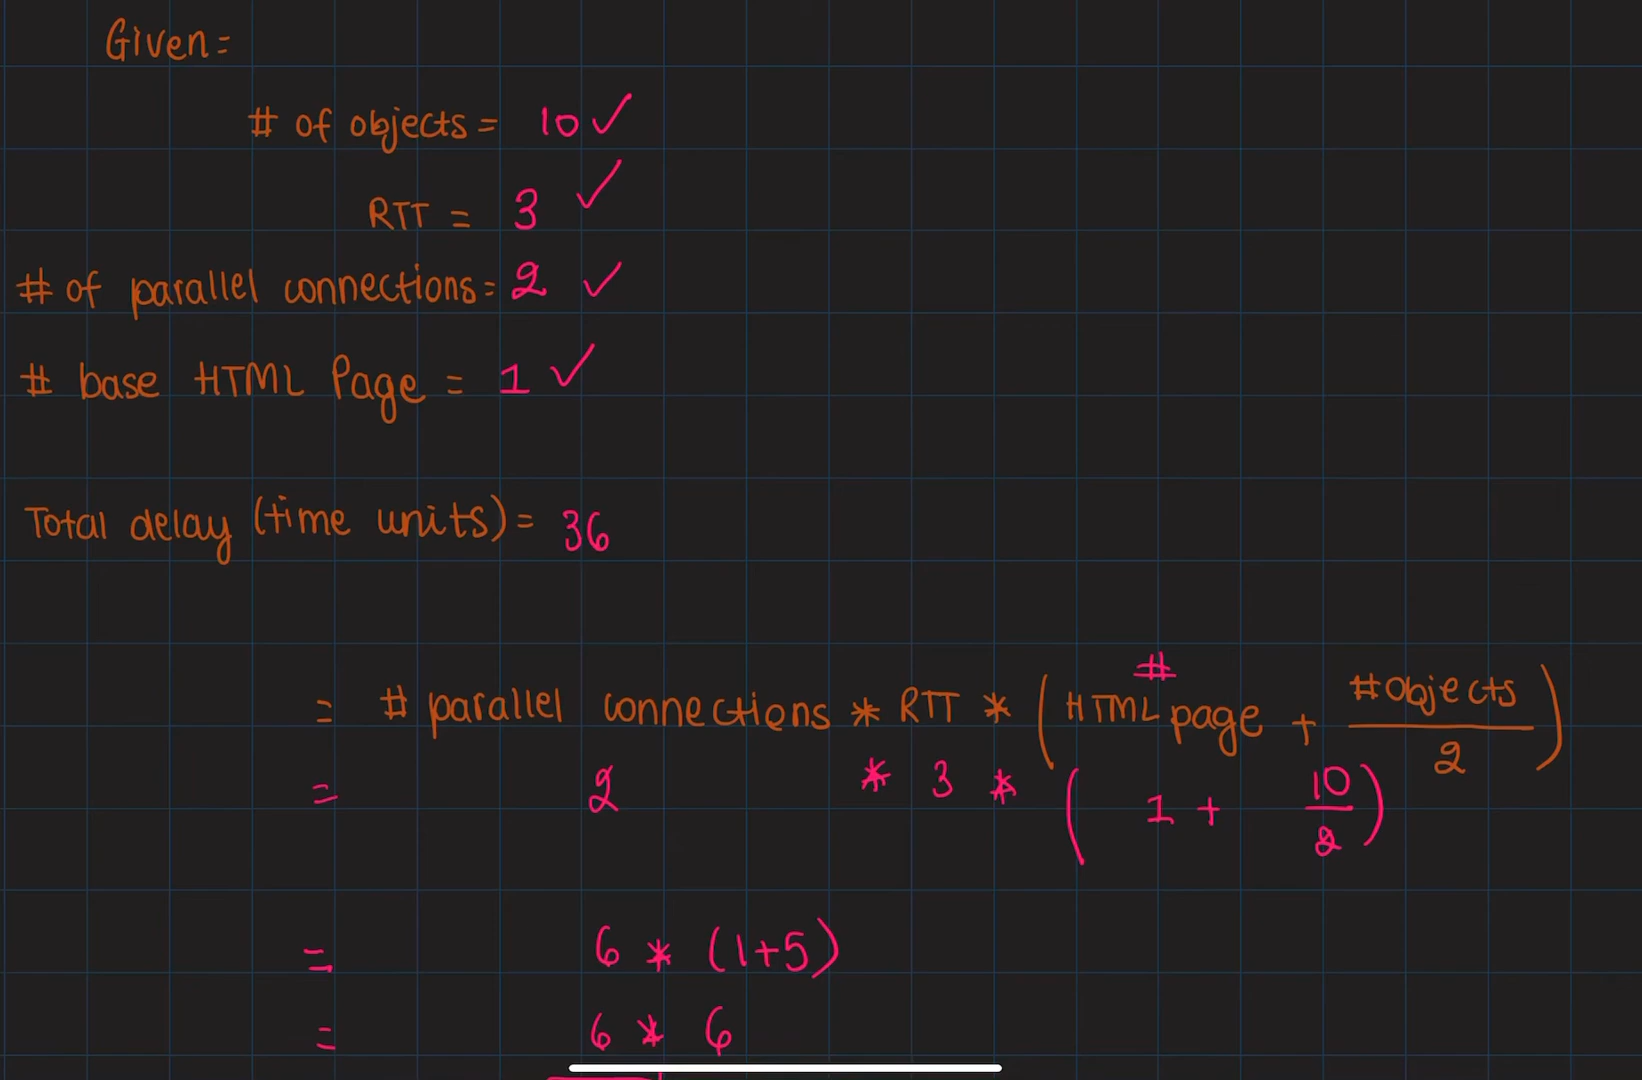 Given=
# of objects = 10 ✓
RTT = 3 ✓
# of parallel connections= 2 ✓
# base HTML Page = 1 ✓
Total delay (time units) = 36
= # parallel connections * RTT * (# HTML page + #Objects/2)
= 2 * 3 * (1 + 10/2)
= 6 * (1+5)
= 6 * 6